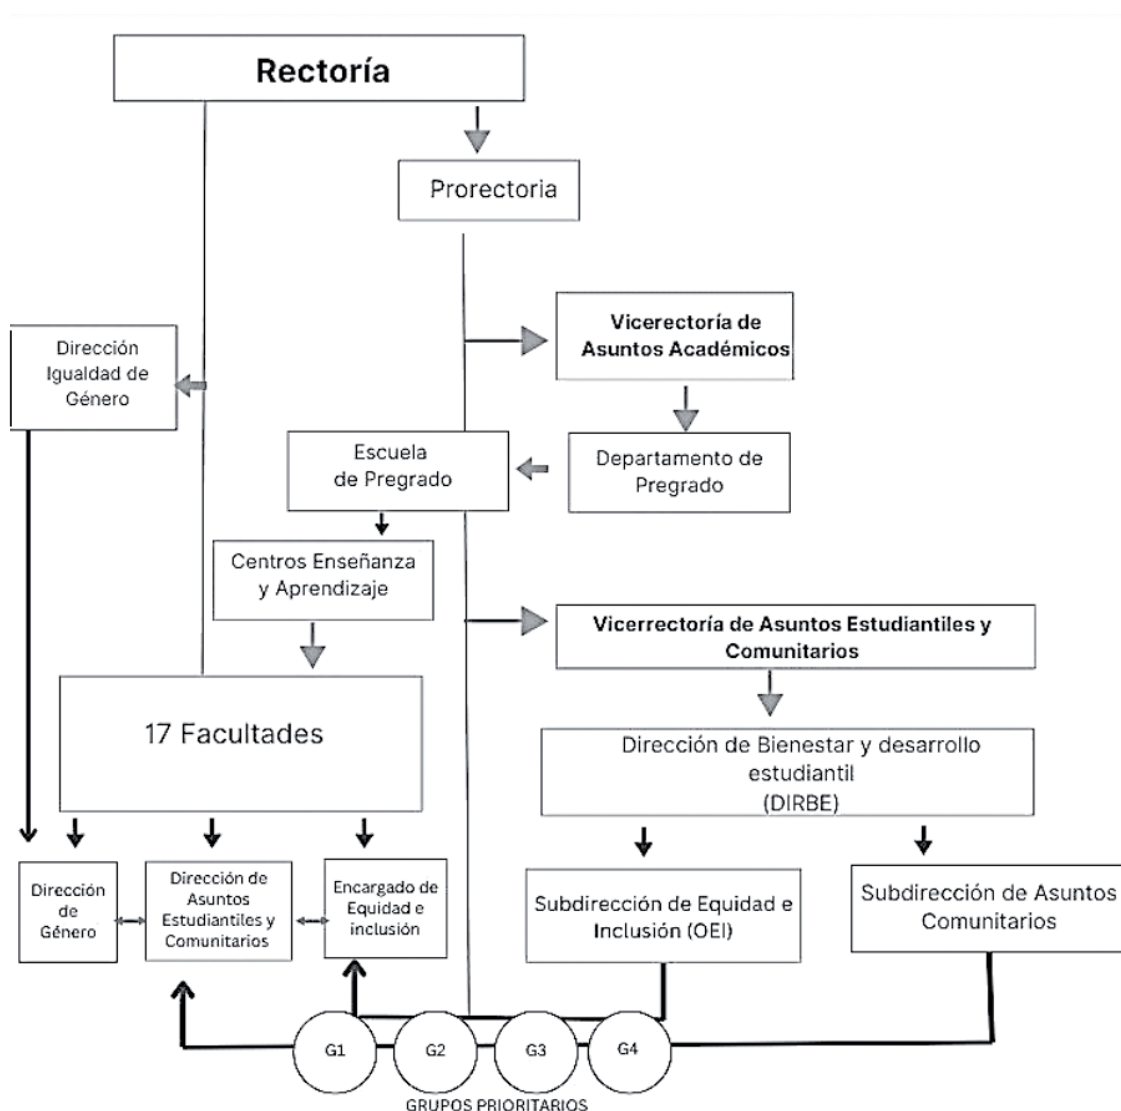 Rectoría
Prorectoria
Vicerectoría de
Asuntos Académicos
Dirección
Igualdad de
Género
Escuela
de Pregrado
Departamento de
Pregrado
Centros Enseñanza
y Aprendizaje
Vicerrectoría de Asuntos Estudiantiles y
Comunitarios
17 Facultades
Dirección de Bienestar y desarrollo
estudiantil
(DIRBE)
Dirección
de
Género
Dirección de
Asuntos
Estudiantiles y
Comunitarios
Encargado de
Equidad e
inclusión
Subdirección de Equidad e
Inclusión (OEI)
Subdirección de Asuntos
Comunitarios
G1
G2
G3
G4
GRUPOS PRIORITARIOS